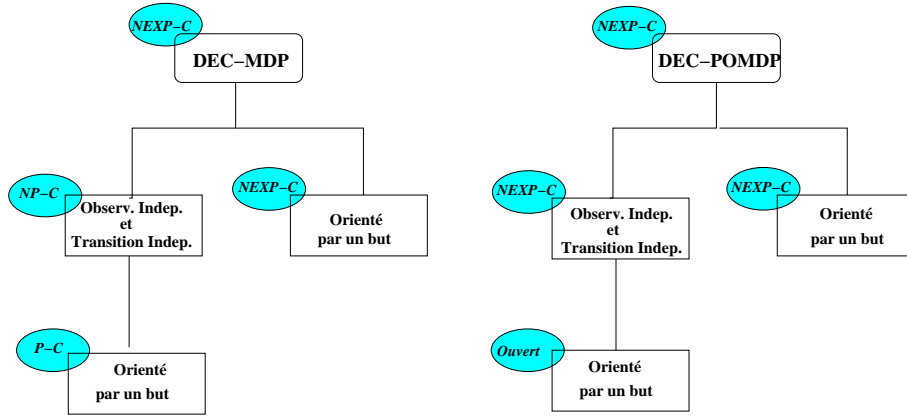 NEXP–C
DEC–MDP
NP–C
Observ. Indep.
et
Transition Indep.
NEXP–C
Orienté
par un but
P–C
Orienté
par un but
NEXP–C
DEC–POMDP
NEXP–C
Observ. Indep.
et
Transition Indep.
NEXP–C
Orienté
par un but
Ouvert
Orienté
par un but